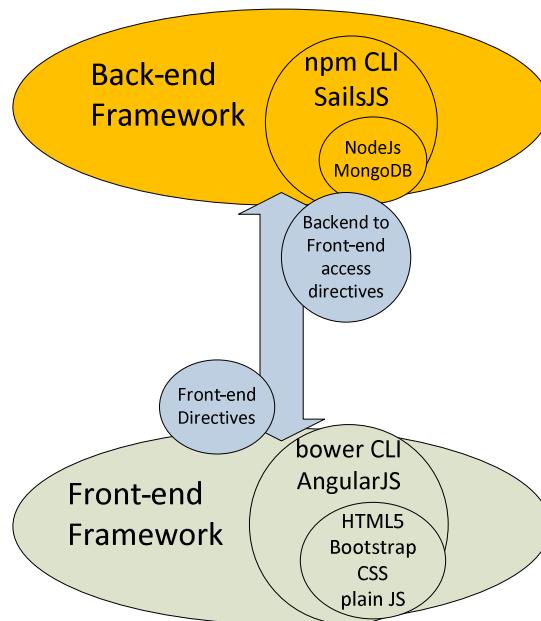 Back-end
Framework
npm CLI
SailsJS
NodeJs
MongoDB
Backend to
Front-end
access
directives
Front-end
Directives
Front-end
Framework
bower CLI
AngularJS
HTML5
Bootstrap
CSS
plain JS